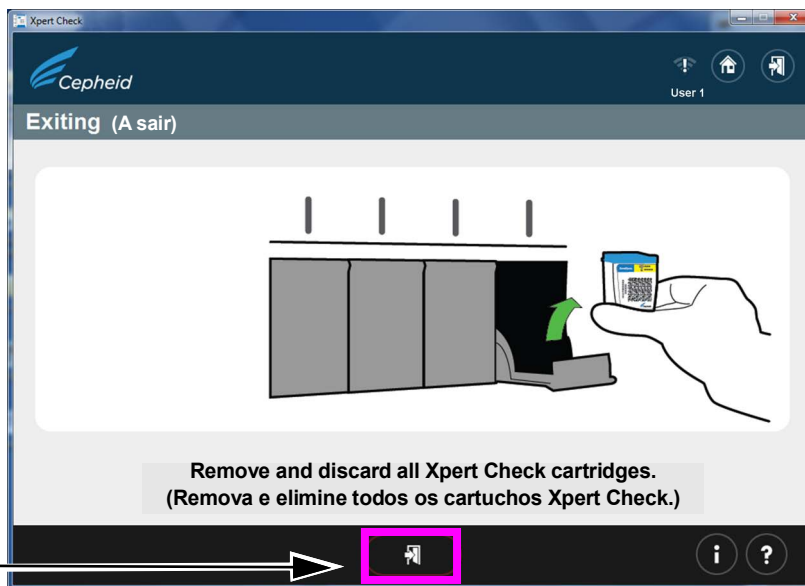 Xpert Check
Cepheid
User 1
Exiting (A sair)
Remove and discard all Xpert Check cartridges.
(Remova e elimine todos os cartuchos Xpert Check.)
i
?